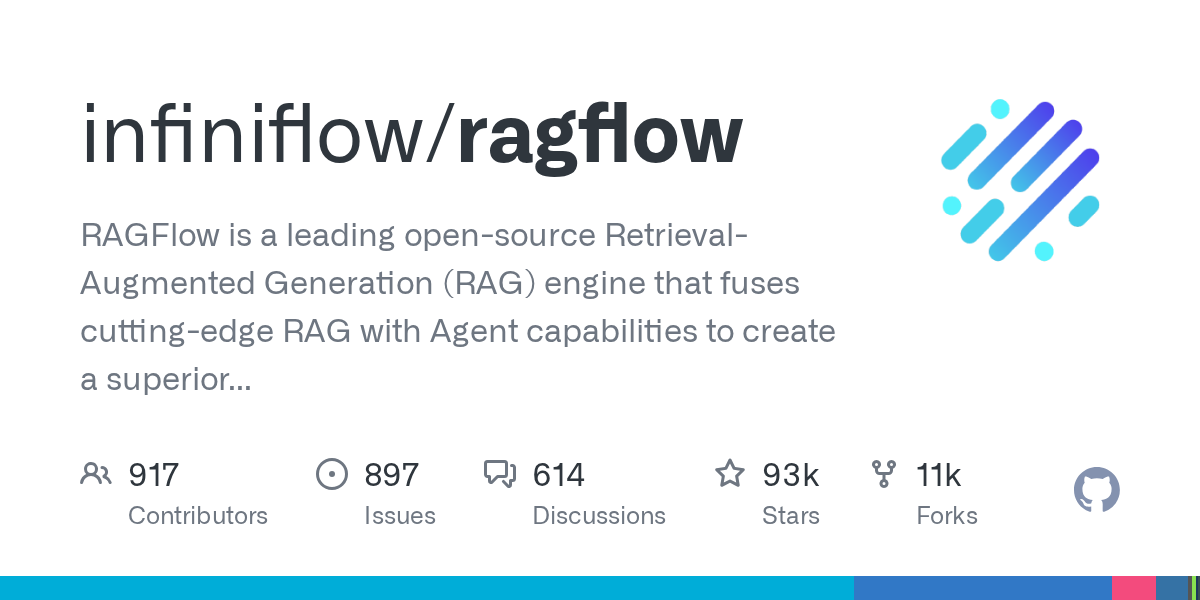 infiniflow/ragflow
RAGFlow is a leading open-source Retrieval-
Augmented Generation (RAG) engine that fuses
cutting-edge RAG with Agent capabilities to create
a superior...
917 897 614 93k 11k
Contributors Issues Discussions Stars Forks